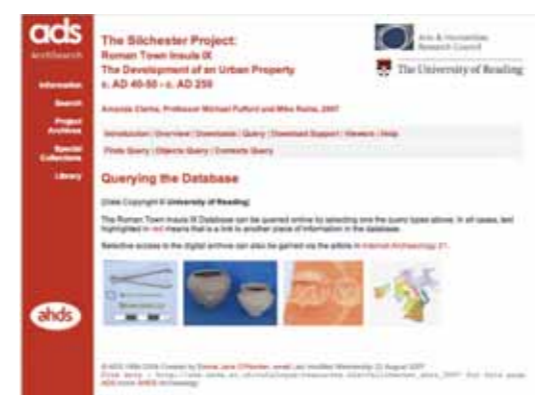 ads
ArchSearch
Information
Search
Project
Archives
Special
Collections
Library
ahds
The Silchester Project:
Roman Town Insula IX
The Development of an Urban Property
c. AD 40-50 - c. AD 250
Amanda Clarke, Professor Michael Fulford and Mike Rains, 2007
Arts & Humanities
Research Council
The University of Reading
Introduction | Overview | Downloads | Query | Download Support | Viewers | Help
Photo Query | Objects Query | Contexts Query
Querying the Database
(Data Copyright © University of Reading)
The Roman Town Insula IX Database can be queried online by selecting one the query types above. In all cases, text
highlighted in red means that is a link to another piece of information in the database.
Selective access to the digital archive can also be gained via the article in Internet Archaeology 21.